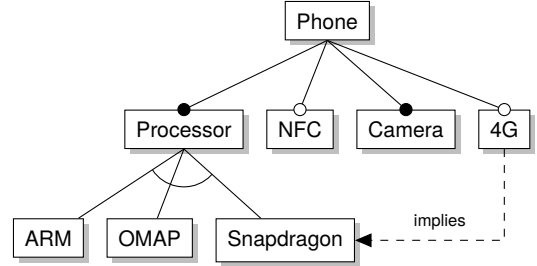 Phone
Processor
NFC
Camera
4G
implies
ARM
OMAP
Snapdragon